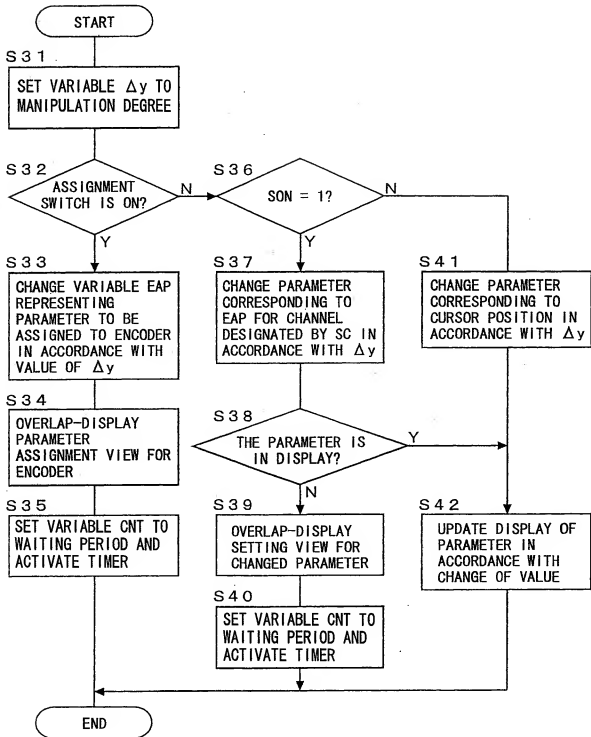 START
S31
SET VARIABLE Δy TO
MANIPULATION DEGREE
S32
ASSIGNMENT
SWITCH IS ON?
N
Y
S36
SON = 1?
N
Y
S33
CHANGE VARIABLE EAP
REPRESENTING
PARAMETER TO BE
ASSIGNED TO ENCODER
IN ACCORDANCE WITH
VALUE OF Δy
S37
CHANGE PARAMETER
CORRESPONDING TO
EAP FOR CHANNEL
DESIGNATED BY SC IN
ACCORDANCE WITH Δy
S41
CHANGE PARAMETER
CORRESPONDING TO
CURSOR POSITION IN
ACCORDANCE WITH Δy
S34
OVERLAP-DISPLAY
PARAMETER
ASSIGNMENT VIEW FOR
ENCODER
S38
THE PARAMETER IS
IN DISPLAY?
Y
N
S35
SET VARIABLE CNT TO
WAITING PERIOD AND
ACTIVATE TIMER
S39
OVERLAP-DISPLAY
SETTING VIEW FOR
CHANGED PARAMETER
S42
UPDATE DISPLAY OF
PARAMETER IN
ACCORDANCE WITH
CHANGE OF VALUE
S40
SET VARIABLE CNT TO
WAITING PERIOD AND
ACTIVATE TIMER
END